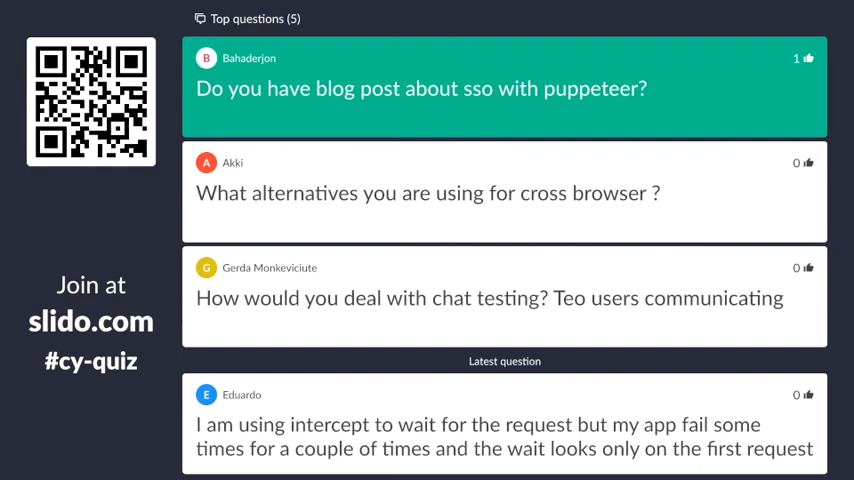 Top questions (5)
B Bahaderjon 1
Do you have blog post about sso with puppeteer?
A Akki 0
What alternatives you are using for cross browser ?
G Gerda Monkeviciute 0
How would you deal with chat testing? Teo users communicating
Join at
slido.com
#cy-quiz
Latest question
E Eduardo 0
I am using intercept to wait for the request but my app fail some
times for a couple of times and the wait looks only on the first request